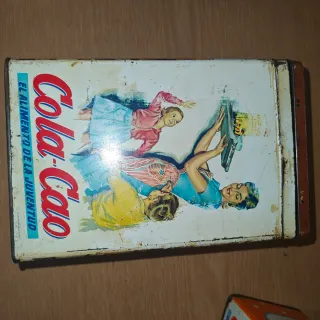 Cola-Cao
EL ALIMENTO DE LA JUVENTUD